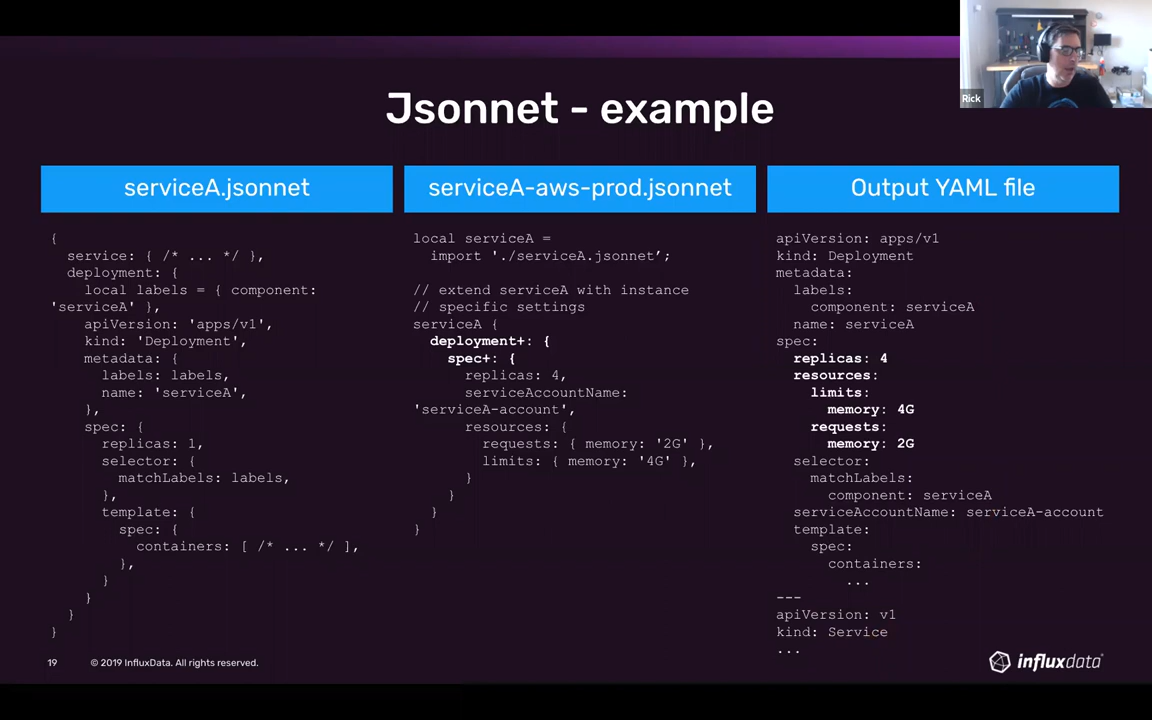 Rick
Jsonnet - example
serviceA.jsonnet
{
service: { /* ... */ },
deployment: {
local labels = { component:
'serviceA' },
apiVersion: 'apps/v1',
kind: 'Deployment',
metadata: {
labels: labels,
name: 'serviceA',
},
spec: {
replicas: 1,
selector: {
matchLabels: labels,
},
template: {
spec: {
containers: [ /* ... */ ],
},
}
}
}
}
serviceA-aws-prod.jsonnet
local serviceA =
import './serviceA.jsonnet’;
// extend serviceA with instance
// specific settings
serviceA {
deployment+: {
spec+: {
replicas: 4,
serviceAccountName:
'serviceA-account',
resources: {
requests: { memory: '2G' },
limits: { memory: '4G' },
}
}
}
}
Output YAML file
apiVersion: apps/v1
kind: Deployment
metadata:
labels:
component: serviceA
name: serviceA
spec:
replicas: 4
resources:
limits:
memory: 4G
requests:
memory: 2G
selector:
matchLabels:
component: serviceA
serviceAccountName: serviceA-account
template:
spec:
containers:
...
---
apiVersion: v1
kind: Service
...
19
© 2019 InfluxData. All rights reserved.
influxdata®